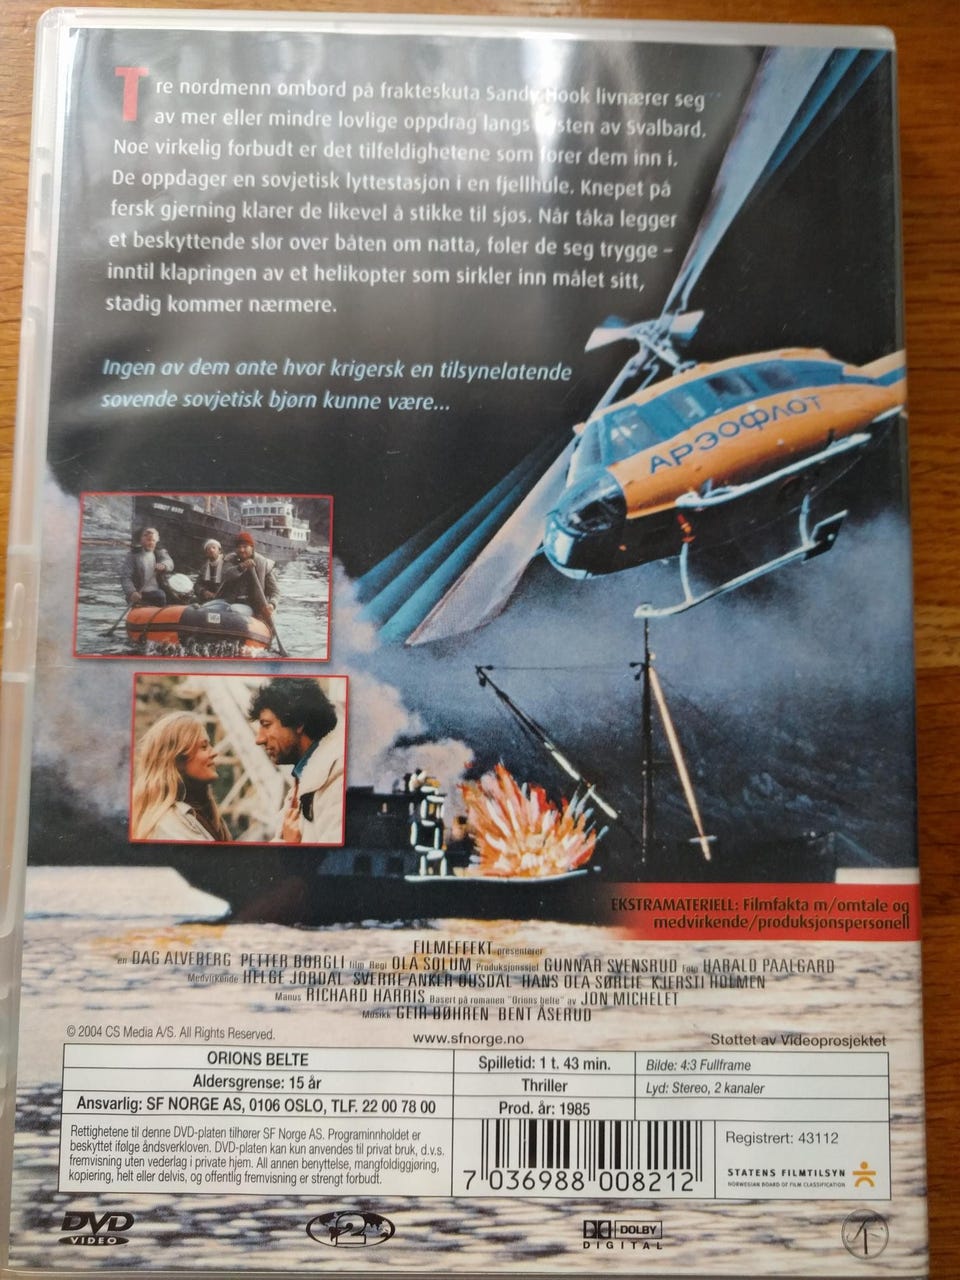 Tre nordmenn ombord på frakteskuta Sandy Hook livnærer seg
av mer eller mindre lovlige oppdrag langs kysten av Svalbard.
Noe virkelig forbudt er det tilfeldighetene som fører dem inn i.
De oppdager en sovjetisk lyttestasjon i en fjellhule. Knepet på
fersk gjerning klarer de likevel å stikke til sjøs. Når tåka legger
et beskyttende slør over båten om natta, føler de seg trygge –
inntil klapringen av et helikopter som sirkler inn målet sitt,
stadig kommer nærmere.
Ingen av dem ante hvor krigersk en tilsynelatende
sovende sovjetisk bjørn kunne være...
АРЭОФЛОТ
SANDY HOOK
EKSTRAMATERIELL: Filmfakta m/omtale og
medvirkende/produksjonspersonell
FILMEFFEKT presenterer
en DAG ALVEBERG PETTER BORGLI film Regi OLA SOLUM Produksjonssjef GUNNAR SVENSRUD Foto HARALD PAALGARD
Medvirkende HELGE JORDAL SVERRE ANKER OUSDAL HANS OLA SØRLIE KJERSTI HOLMEN
Manus RICHARD HARRIS Basert på romanen "Orions belte" av JON MICHELET
Musikk GEIR BØHREN BENT ÅSERUD
© 2004 CS Media A/S. All Rights Reserved.
www.sfnorge.no
Støttet av Videoprosjektet
ORIONS BELTE
Aldersgrense: 15 år
Ansvarlig: SF NORGE AS, 0106 OSLO, TLF. 22 00 78 00
Spilletid: 1 t. 43 min.
Thriller
Prod. år: 1985
Bilde: 4:3 Fullframe
Lyd: Stereo, 2 kanaler
Rettighetene til denne DVD-platen tilhører SF Norge AS. Programinnholdet er
beskyttet ifølge åndsverkloven. DVD-platen kan kun anvendes til privat bruk, d.v.s.
fremvisning uten vederlag i private hjem. All annen benyttelse, mangfoldiggjøring,
kopiering, helt eller delvis, og offentlig fremvisning er strengt forbudt.
7 036988 008212
Registrert: 43112
STATENS FILMTILSYN
NORWEGIAN BOARD OF FILM CLASSIFICATION
DVD
VIDEO
2
DOLBY
DIGITAL